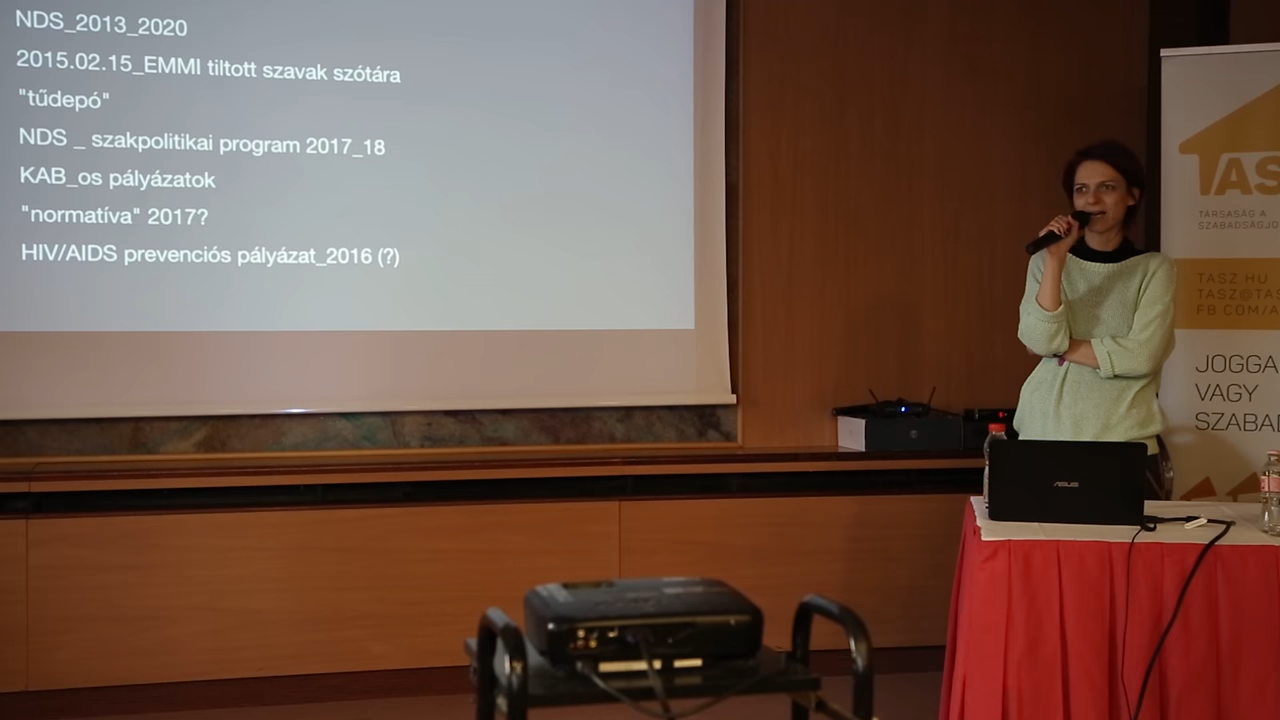 NDS_2013_2020
2015.02.15_EMMI tiltott szavak szótára
"tűdepó"
NDS _ szakpolitikai program 2017_18
KAB_os pályázatok
"normatíva" 2017?
HIV/AIDS prevenciós pályázat_2016 (?)
TAS
TÁRSASÁG A
SZABADSÁGJO
TASZ.HU
TASZ@TAS
FB.COM/A
JOGGA
VAGY
SZABAD
ASUS